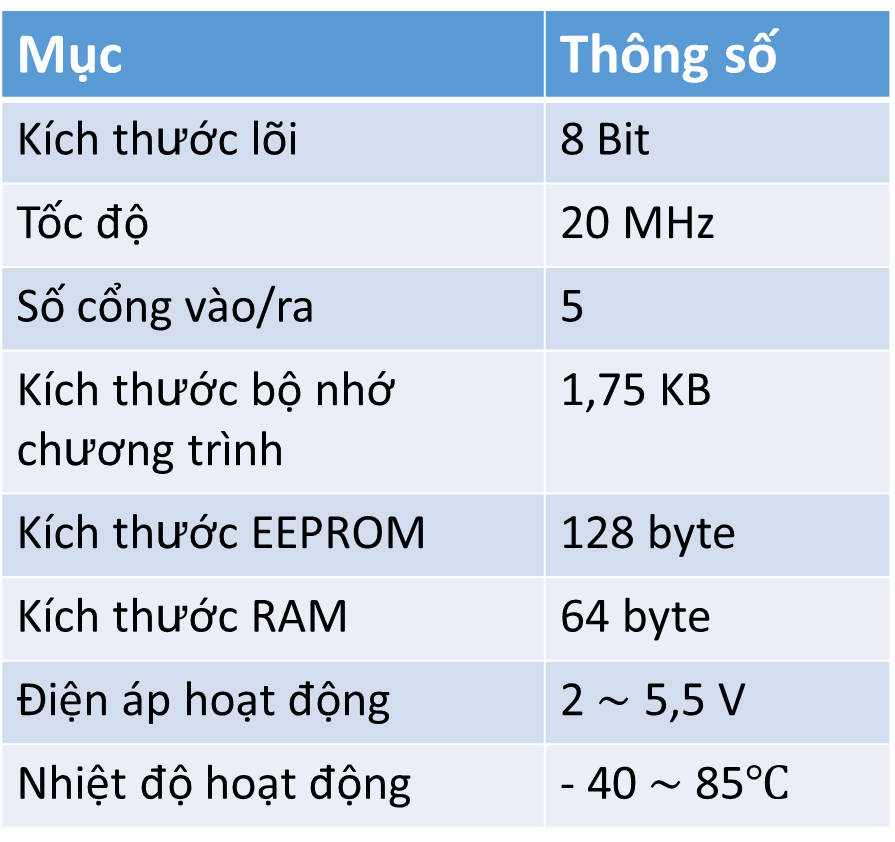 Mục Thông số
Kích thước lõi 8 Bit
Tốc độ 20 MHz
Số cổng vào/ra 5
Kích thước bộ nhớ 1,75 KB
chương trình
Kích thước EEPROM 128 byte
Kích thước RAM 64 byte
Điện áp hoạt động 2 ~ 5,5 V
Nhiệt độ hoạt động - 40 ~ 85℃